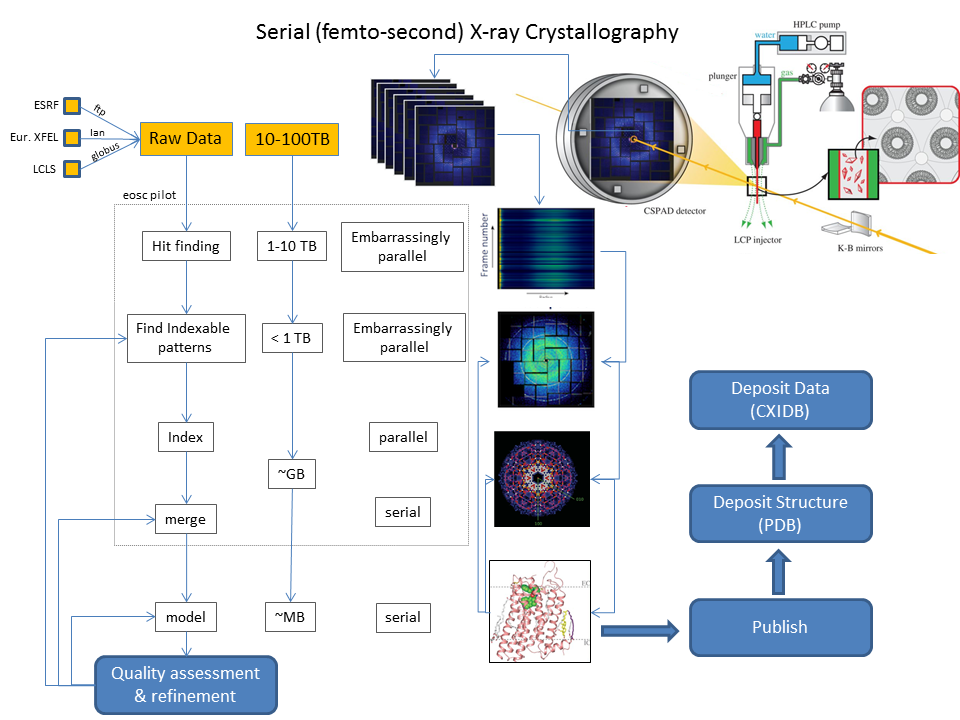 Serial (femto-second) X-ray Crystallography
HPLC pump
water
plunger
gas
ESRF
ftp
Eur. XFEL
lan
LCLS
globus
Raw Data
10-100TB
CSPAD detector
LCP injector
K-B mirrors
eosc pilot
Hit finding
1-10 TB
Embarrassingly
parallel
Frame number
Find Indexable
patterns
< 1 TB
Embarrassingly
parallel
Index
parallel
~GB
merge
serial
model
~MB
serial
Quality assessment
& refinement
Deposit Data
(CXIDB)
Deposit Structure
(PDB)
Publish